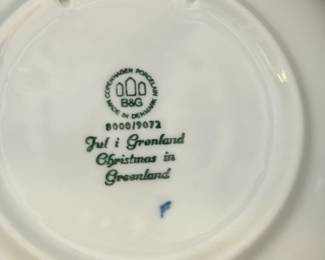 COPENHAGEN PORCELAIN
B&G
MADE IN DENMARK
8000/9072
Jul i Grønland
Christmas in
Greenland